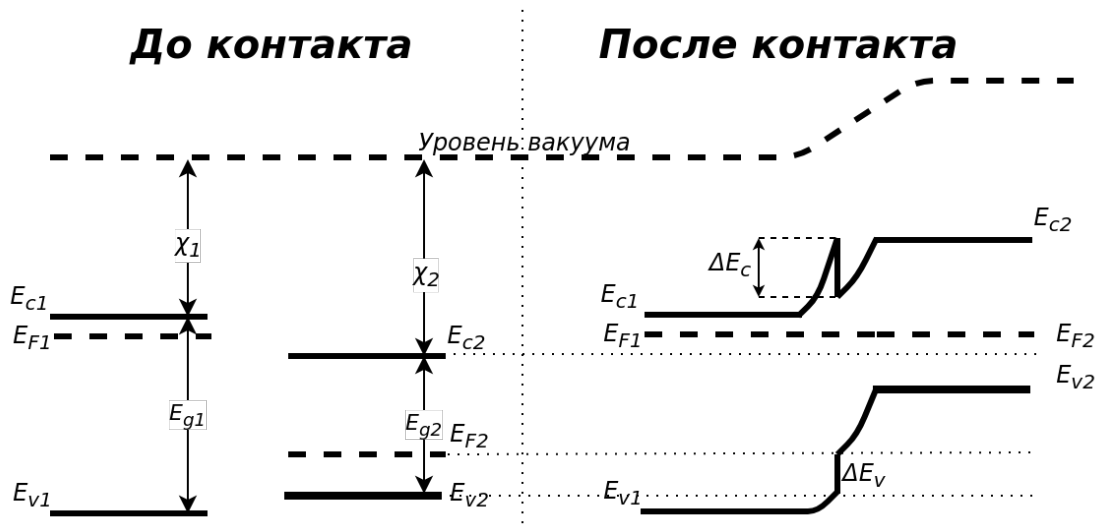 До контакта
После контакта
Уровень вакуума
χ1
χ2
Ec1
EF1
Ec2
Eg1
Eg2
EF2
Ev1
Ev2
Ec2
ΔEc
Ec1
EF1
EF2
Ev2
ΔEv
Ev1